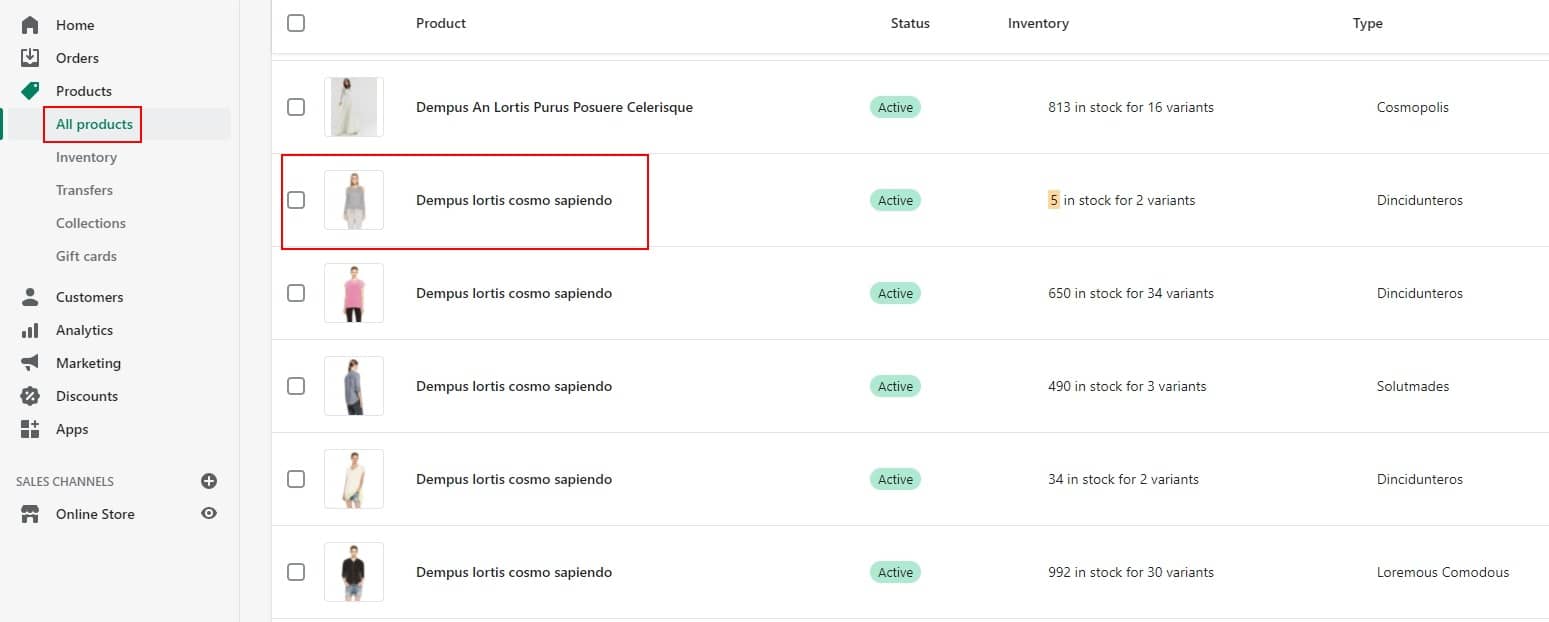 Home
Orders
Products
All products
Inventory
Transfers
Collections
Gift cards
Customers
Analytics
Marketing
Discounts
Apps
SALES CHANNELS
Online Store
Product Status Inventory Type
Dempus An Lortis Purus Posuere Celerisque Active 813 in stock for 16 variants Cosmopolis
Dempus lortis cosmo sapiendo Active 5 in stock for 2 variants Dincidunteros
Dempus lortis cosmo sapiendo Active 650 in stock for 34 variants Dincidunteros
Dempus lortis cosmo sapiendo Active 490 in stock for 3 variants Solutmades
Dempus lortis cosmo sapiendo Active 34 in stock for 2 variants Dincidunteros
Dempus lortis cosmo sapiendo Active 992 in stock for 30 variants Loremous Comodous